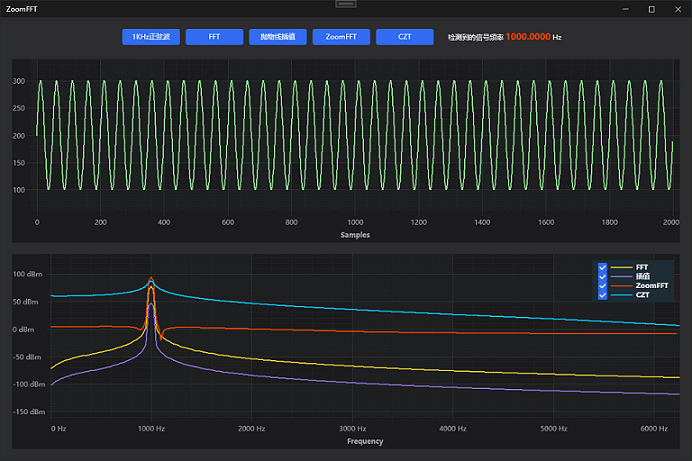 ZoomFFT
1KHz正弦波 FFT 抛物线插值 ZoomFFT CZT 检测到的信号频率 1000.0000 Hz
300
250
200
150
100
0 200 400 600 800 1000 1200 1400 1600 1800 2000
Samples
100 dBm
50 dBm
0 dBm
-50 dBm
-100 dBm
-150 dBm
FFT
插值
ZoomFFT
CZT
0 Hz 1000 Hz 2000 Hz 3000 Hz 4000 Hz 5000 Hz 6000 Hz
Frequency